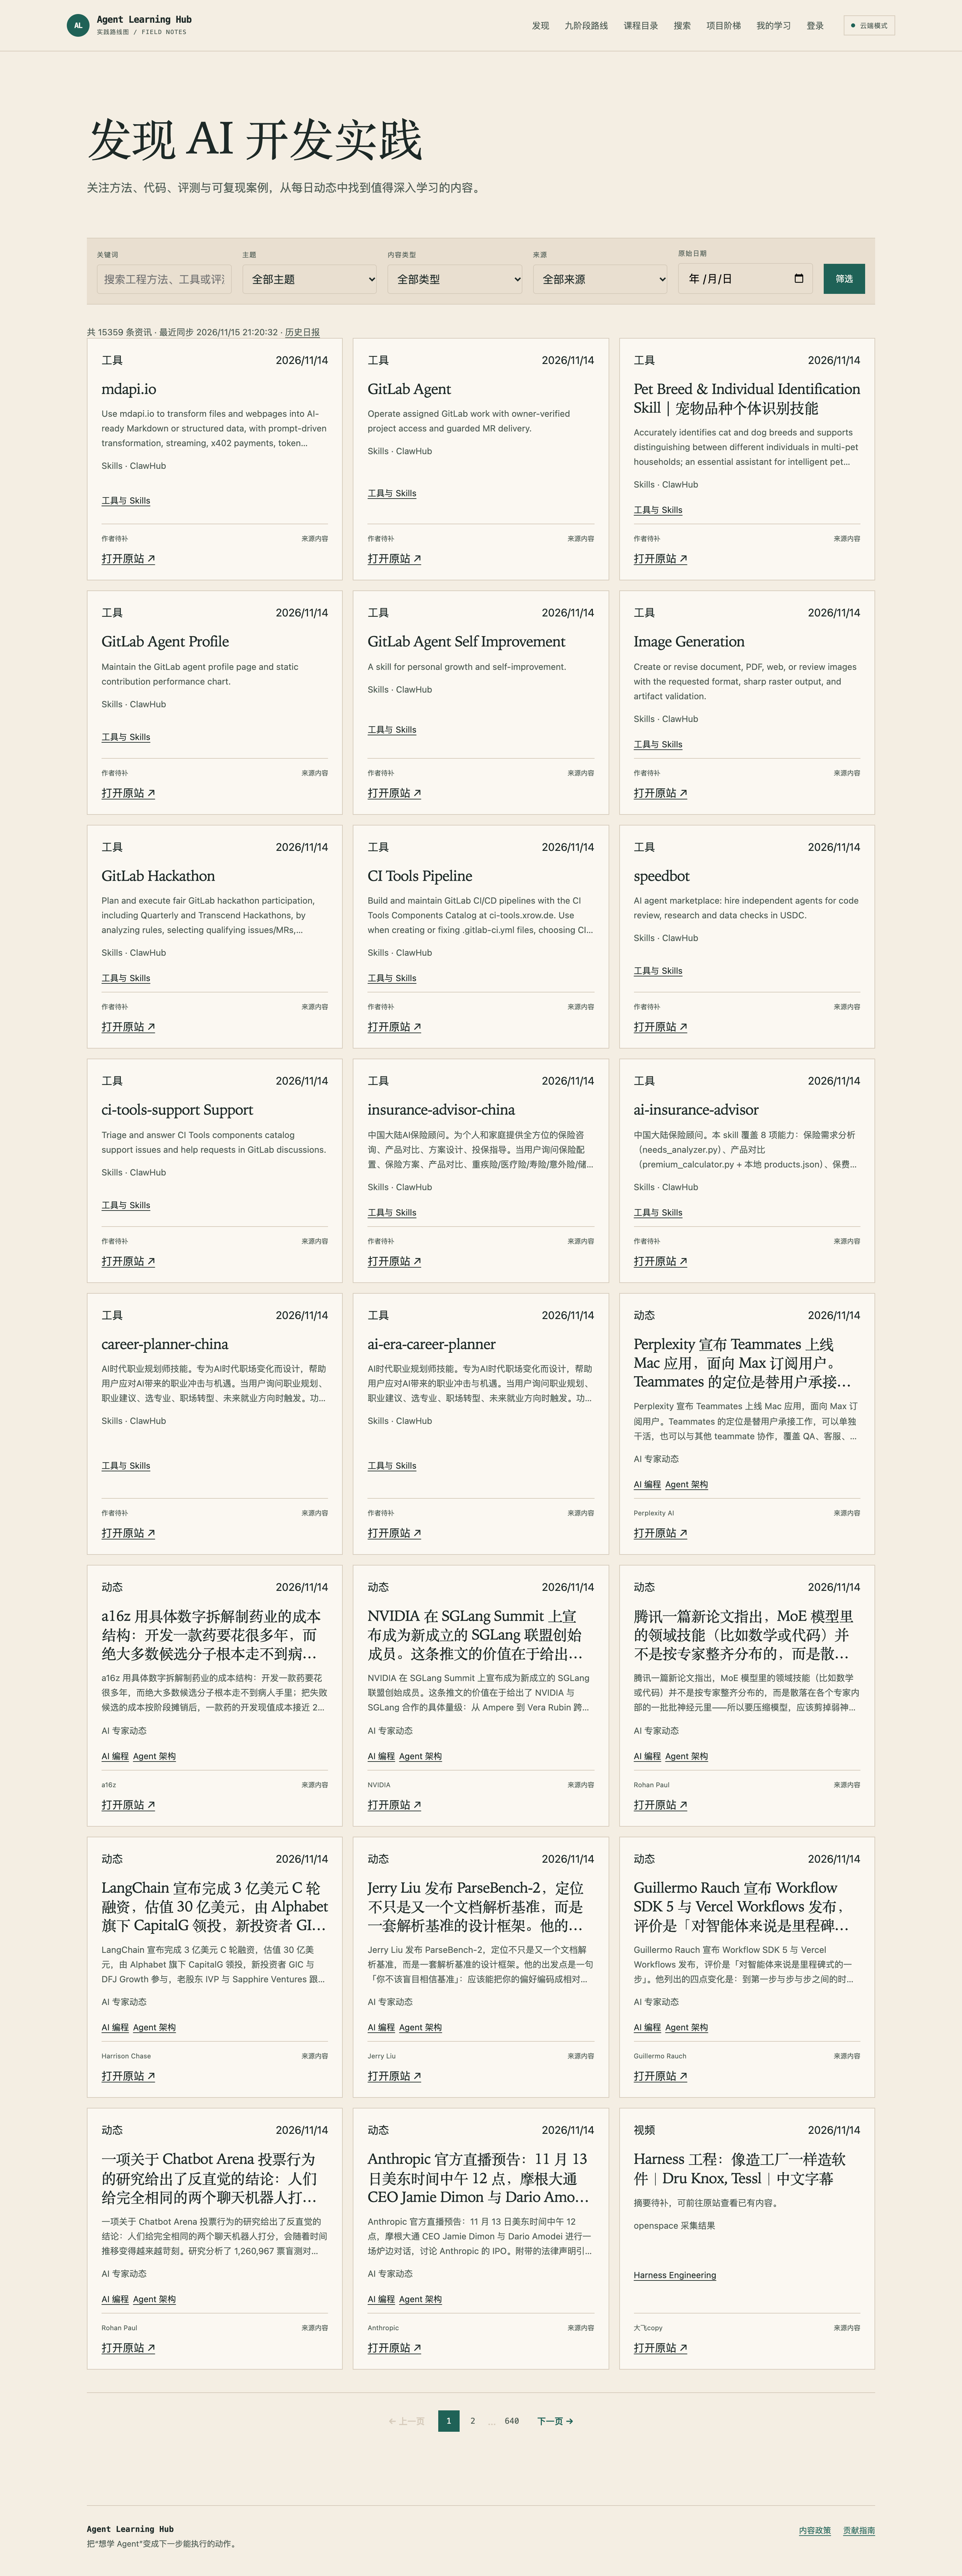 AL
Agent Learning Hub
实践路线图 / FIELD NOTES
发现 九阶段路线 课程目录 搜索 项目阶梯 我的学习 登录 云端模式
发现 AI 开发实践
关注方法、代码、评测与可复现案例，从每日动态中找到值得深入学习的内容。
关键词 主题 内容类型 来源 原始日期
搜索工程方法、工具或评 全部主题 全部类型 全部来源 年 /月/日 筛选
共 15359 条资讯 · 最近同步 2026/11/15 21:20:32 · 历史日报
工具 2026/11/14
mdapi.io
Use mdapi.io to transform files and webpages into AI-
ready Markdown or structured data, with prompt-driven
transformation, streaming, x402 payments, token...
Skills · ClawHub
工具与 Skills
作者待补 来源内容
打开原站 ↗
工具 2026/11/14
GitLab Agent
Operate assigned GitLab work with owner-verified
project access and guarded MR delivery.
Skills · ClawHub
工具与 Skills
作者待补 来源内容
打开原站 ↗
工具 2026/11/14
Pet Breed & Individual Identification
Skill | 宠物品种个体识别技能
Accurately identifies cat and dog breeds and supports
distinguishing between different individuals in multi-pet
households; an essential assistant for intelligent pet...
Skills · ClawHub
工具与 Skills
作者待补 来源内容
打开原站 ↗
工具 2026/11/14
GitLab Agent Profile
Maintain the GitLab agent profile page and static
contribution performance chart.
Skills · ClawHub
工具与 Skills
作者待补 来源内容
打开原站 ↗
工具 2026/11/14
GitLab Agent Self Improvement
A skill for personal growth and self-improvement.
Skills · ClawHub
工具与 Skills
作者待补 来源内容
打开原站 ↗
工具 2026/11/14
Image Generation
Create or revise document, PDF, web, or review images
with the requested format, sharp raster output, and
artifact validation.
Skills · ClawHub
工具与 Skills
作者待补 来源内容
打开原站 ↗
工具 2026/11/14
GitLab Hackathon
Plan and execute fair GitLab hackathon participation,
including Quarterly and Transcend Hackathons, by
analyzing rules, selecting qualifying issues/MRs,...
Skills · ClawHub
工具与 Skills
作者待补 来源内容
打开原站 ↗
工具 2026/11/14
CI Tools Pipeline
Build and maintain GitLab CI/CD pipelines with the CI
Tools Components Catalog at ci-tools.xrow.de. Use
when creating or fixing .gitlab-ci.yml files, choosing CI...
Skills · ClawHub
工具与 Skills
作者待补 来源内容
打开原站 ↗
工具 2026/11/14
speedbot
AI agent marketplace: hire independent agents for code
review, research and data checks in USDC.
Skills · ClawHub
工具与 Skills
作者待补 来源内容
打开原站 ↗
工具 2026/11/14
ci-tools-support Support
Triage and answer CI Tools components catalog
support issues and help requests in GitLab discussions.
Skills · ClawHub
工具与 Skills
作者待补 来源内容
打开原站 ↗
工具 2026/11/14
insurance-advisor-china
中国大陆AI保险顾问。为个人和家庭提供全方位的保险咨
询、产品对比、方案设计、投保指导。当用户询问保险配
置、保险方案、产品对比、重疾险/医疗险/寿险/意外险/储...
Skills · ClawHub
工具与 Skills
作者待补 来源内容
打开原站 ↗
工具 2026/11/14
ai-insurance-advisor
中国大陆保险顾问。本 skill 覆盖 8 项能力：保险需求分析
（needs_analyzer.py）、产品对比
（premium_calculator.py + 本地 products.json）、保费...
Skills · ClawHub
工具与 Skills
作者待补 来源内容
打开原站 ↗
工具 2026/11/14
career-planner-china
AI时代职业规划师技能。专为AI时代职场变化而设计，帮助
用户应对AI带来的职业冲击与机遇。当用户询问职业规划、
职业建议、选专业、职场转型、未来就业方向时触发。功...
Skills · ClawHub
工具与 Skills
作者待补 来源内容
打开原站 ↗
工具 2026/11/14
ai-era-career-planner
AI时代职业规划师技能。专为AI时代职场变化而设计，帮助
用户应对AI带来的职业冲击与机遇。当用户询问职业规划、
职业建议、选专业、职场转型、未来就业方向时触发。功...
Skills · ClawHub
工具与 Skills
作者待补 来源内容
打开原站 ↗
动态 2026/11/14
Perplexity 宣布 Teammates 上线
Mac 应用，面向 Max 订阅用户。
Teammates 的定位是替用户承接...
Perplexity 宣布 Teammates 上线 Mac 应用，面向 Max 订
阅用户。Teammates 的定位是替用户承接工作，可以单独
干活，也可以与其他 teammate 协作，覆盖 QA、客服、...
AI 专家动态
AI 编程 Agent 架构
Perplexity AI 来源内容
打开原站 ↗
动态 2026/11/14
a16z 用具体数字拆解制药业的成本
结构：开发一款药要花很多年，而
绝大多数候选分子根本走不到病...
a16z 用具体数字拆解制药业的成本结构：开发一款药要花
很多年，而绝大多数候选分子根本走不到病人手里；把失败
候选的成本按阶段摊销后，一款药的开发现值成本接近 2...
AI 专家动态
AI 编程 Agent 架构
a16z 来源内容
打开原站 ↗
动态 2026/11/14
NVIDIA 在 SGLang Summit 上宣
布成为新成立的 SGLang 联盟创始
成员。这条推文的价值在于给出...
NVIDIA 在 SGLang Summit 上宣布成为新成立的 SGLang
联盟创始成员。这条推文的价值在于给出了 NVIDIA 与
SGLang 合作的具体量级：从 Ampere 到 Vera Rubin 跨...
AI 专家动态
AI 编程 Agent 架构
NVIDIA 来源内容
打开原站 ↗
动态 2026/11/14
腾讯一篇新论文指出，MoE 模型里
的领域技能（比如数学或代码）并
不是按专家整齐分布的，而是散...
腾讯一篇新论文指出，MoE 模型里的领域技能（比如数学
或代码）并不是按专家整齐分布的，而是散落在各个专家内
部的一批批神经元里——所以要压缩模型，应该剪掉弱神...
AI 专家动态
AI 编程 Agent 架构
Rohan Paul 来源内容
打开原站 ↗
动态 2026/11/14
LangChain 宣布完成 3 亿美元 C 轮
融资，估值 30 亿美元，由 Alphabet
旗下 CapitalG 领投，新投资者 GI...
LangChain 宣布完成 3 亿美元 C 轮融资，估值 30 亿美
元，由 Alphabet 旗下 CapitalG 领投，新投资者 GIC 与
DFJ Growth 参与，老股东 IVP 与 Sapphire Ventures 跟...
AI 专家动态
AI 编程 Agent 架构
Harrison Chase 来源内容
打开原站 ↗
动态 2026/11/14
Jerry Liu 发布 ParseBench-2，定位
不只是又一个文档解析基准，而是
一套解析基准的设计框架。他的...
Jerry Liu 发布 ParseBench-2，定位不只是又一个文档解
析基准，而是一套解析基准的设计框架。他的出发点是一句
「你不该盲目相信基准」：应该能把你的偏好编码成相对...
AI 专家动态
AI 编程 Agent 架构
Jerry Liu 来源内容
打开原站 ↗
动态 2026/11/14
Guillermo Rauch 宣布 Workflow
SDK 5 与 Vercel Workflows 发布，
评价是「对智能体来说是里程碑...
Guillermo Rauch 宣布 Workflow SDK 5 与 Vercel
Workflows 发布，评价是「对智能体来说是里程碑式的一
步」。他列出的四点变化是：到第一步与步与步之间的时...
AI 专家动态
AI 编程 Agent 架构
Guillermo Rauch 来源内容
打开原站 ↗
动态 2026/11/14
一项关于 Chatbot Arena 投票行为
的研究给出了反直觉的结论：人们
给完全相同的两个聊天机器人打...
一项关于 Chatbot Arena 投票行为的研究给出了反直觉的
结论：人们给完全相同的两个聊天机器人打分，会随着时间
推移变得越来越苛刻。研究分析了 1,260,967 票盲测对...
AI 专家动态
AI 编程 Agent 架构
Rohan Paul 来源内容
打开原站 ↗
动态 2026/11/14
Anthropic 官方直播预告：11 月 13
日美东时间中午 12 点，摩根大通
CEO Jamie Dimon 与 Dario Amo...
Anthropic 官方直播预告：11 月 13 日美东时间中午 12
点，摩根大通 CEO Jamie Dimon 与 Dario Amodei 进行一
场炉边对话，讨论 Anthropic 的 IPO。附带的法律声明引...
AI 专家动态
AI 编程 Agent 架构
Anthropic 来源内容
打开原站 ↗
视频 2026/11/14
Harness 工程：像造工厂一样造软
件 | Dru Knox, Tessl | 中文字幕
摘要待补，可前往原站查看已有内容。
openspace 采集结果
Harness Engineering
大飞copy 来源内容
打开原站 ↗
← 上一页 1 2 ... 640 下一页 →
Agent Learning Hub
把“想学 Agent”变成下一步能执行的动作。
内容政策 贡献指南